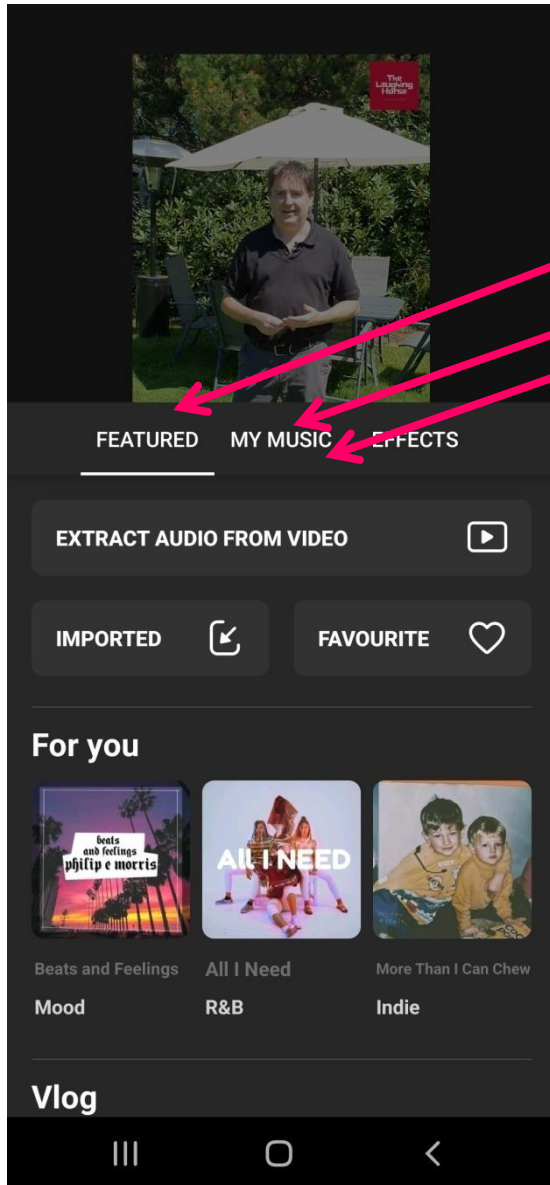 The
Laughing
Horse
FEATURED MY MUSIC EFFECTS
EXTRACT AUDIO FROM VIDEO
IMPORTED FAVOURITE
For you
beats
and feelings
philip e morris
All I NEED
Beats and Feelings All I Need More Than I Can Chew
Mood R&B Indie
Vlog